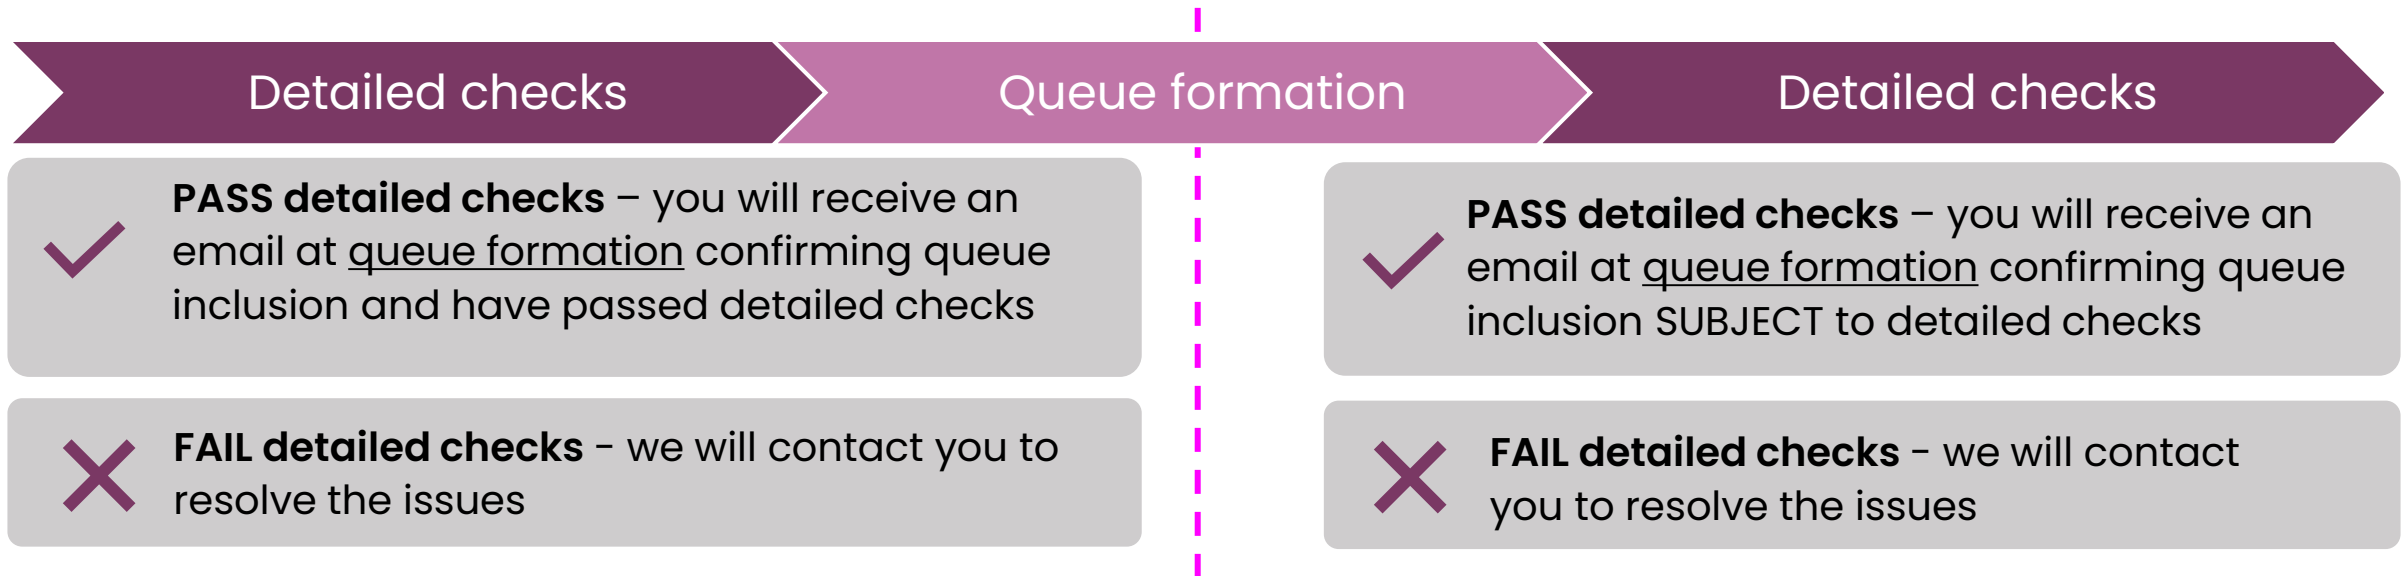 Detailed checks
Queue formation
Detailed checks
PASS detailed checks – you will receive an
email at queue formation confirming queue
inclusion and have passed detailed checks
FAIL detailed checks - we will contact you to
resolve the issues
PASS detailed checks – you will receive an
email at queue formation confirming queue
inclusion SUBJECT to detailed checks
FAIL detailed checks - we will contact
you to resolve the issues